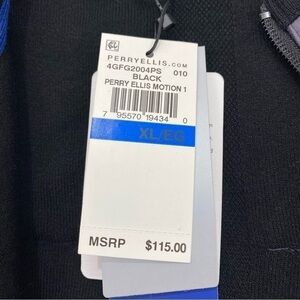 PERRYELLIS.COM
4GFG2004PS 010
BLACK
PERRY ELLIS MOTION 1
7 95570 19434 0
XL/EG
MSRP $115.00